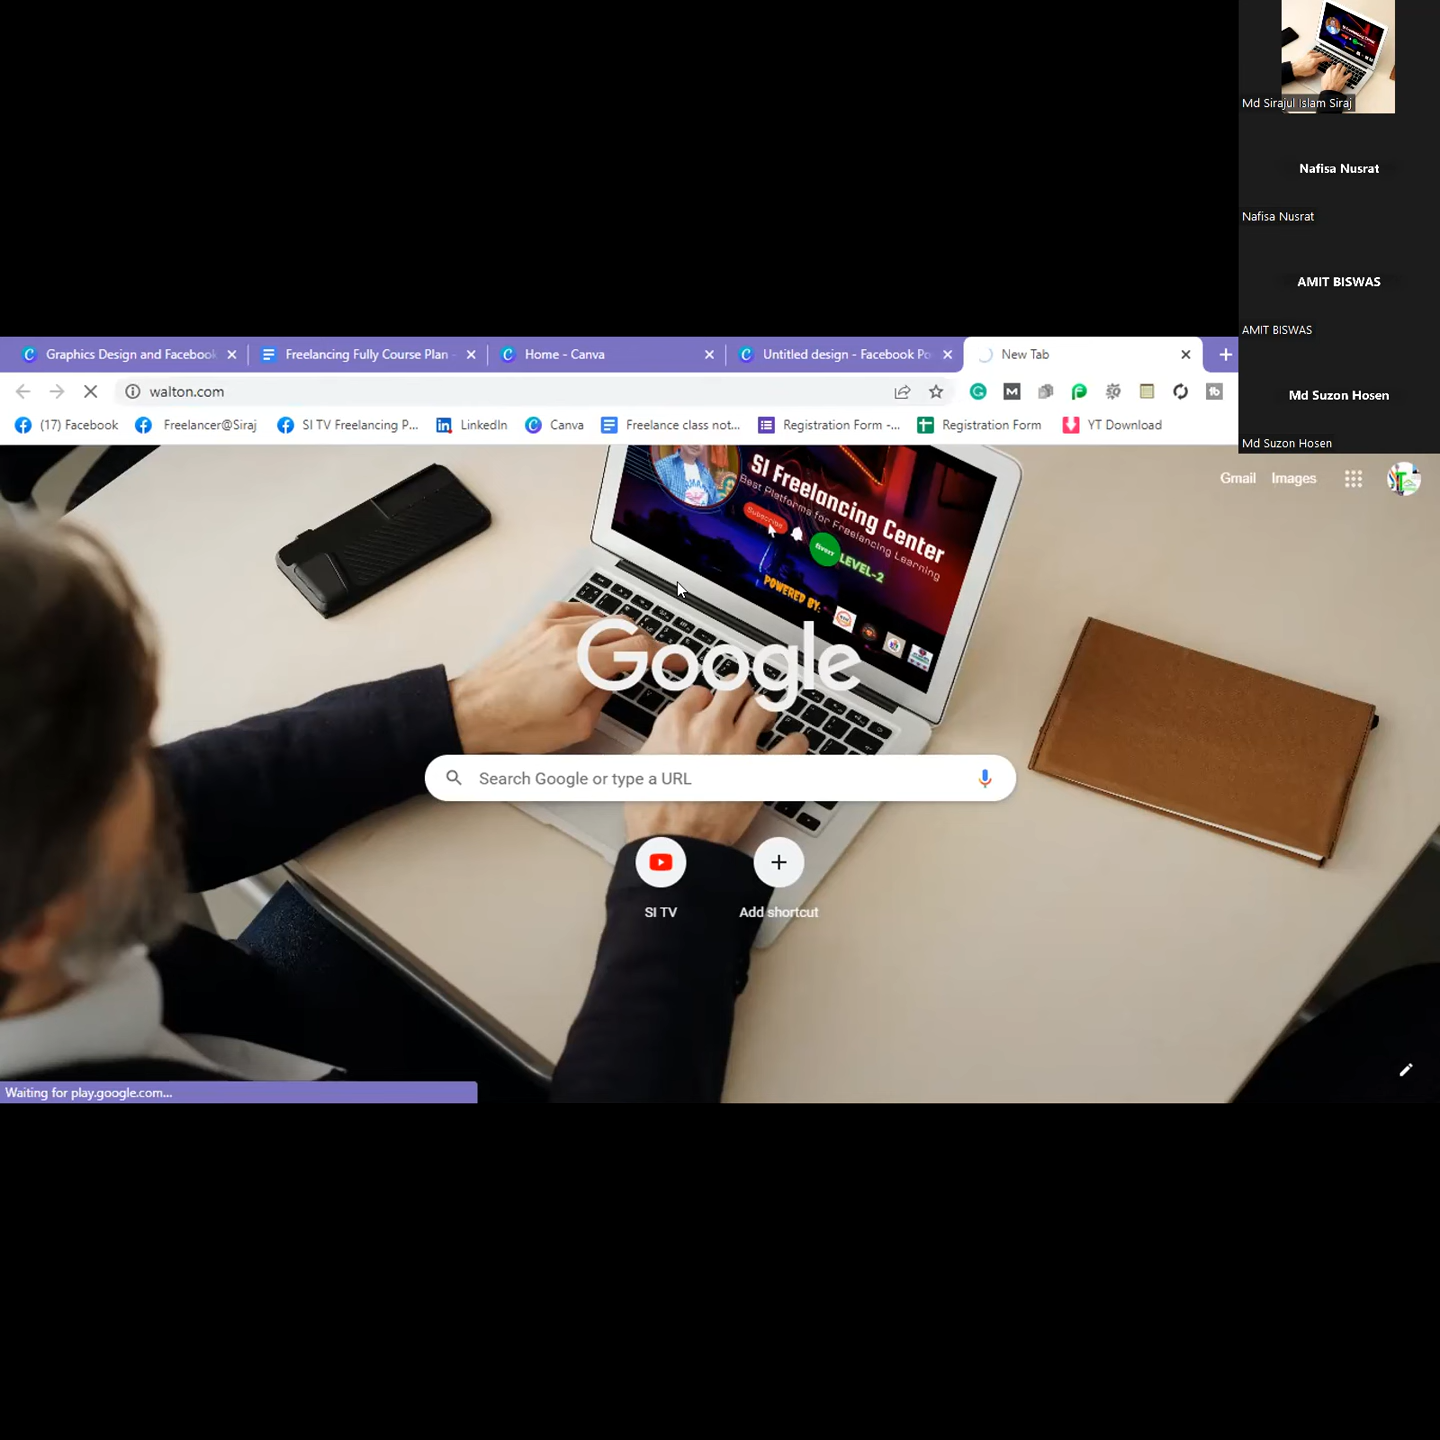 Md Sirajul Islam Siraj
Nafisa Nusrat
Nafisa Nusrat
AMIT BISWAS
AMIT BISWAS
Md Suzon Hosen
Md Suzon Hosen
Graphics Design and Facebook
Freelancing Fully Course Plan -
Home - Canva
Untitled design - Facebook Po
New Tab
walton.com
(17) Facebook
Freelancer@Siraj
SI TV Freelancing P...
LinkedIn
Canva
Freelance class not...
Registration Form -...
Registration Form
YT Download
Gmail
Images
SI Freelancing Center
Best Platforms for Freelancing Learning
Subscribe
fiverr
LEVEL-2
POWERED BY:
Google
Search Google or type a URL
SI TV
Add shortcut
Waiting for play.google.com...